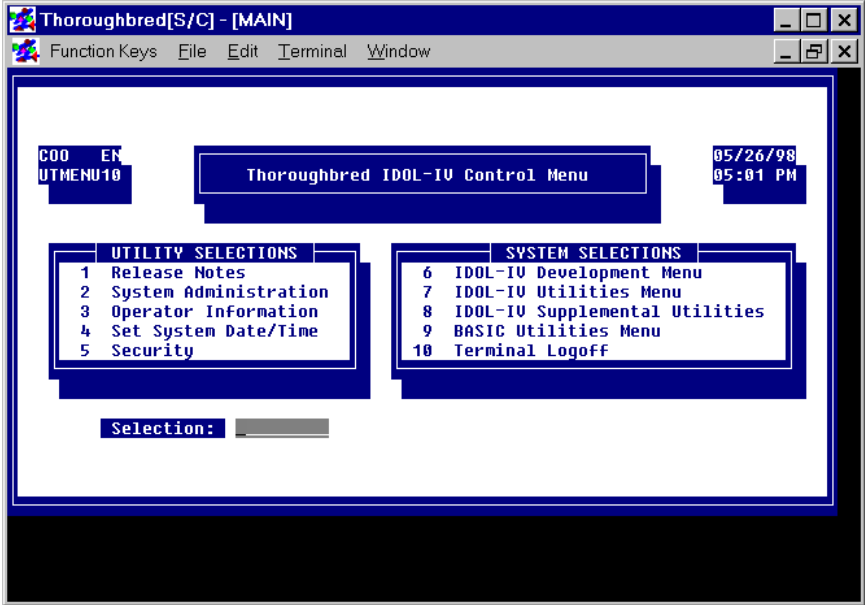 Thoroughbred[S/C] - [MAIN]
Function Keys File Edit Terminal Window
COO EN
UTMENU10
Thoroughbred IDOL-IV Control Menu
05/26/98
05:01 PM
UTILITY SELECTIONS
1 Release Notes
2 System Administration
3 Operator Information
4 Set System Date/Time
5 Security
SYSTEM SELECTIONS
6 IDOL-IV Development Menu
7 IDOL-IV Utilities Menu
8 IDOL-IV Supplemental Utilities
9 BASIC Utilities Menu
10 Terminal Logoff
Selection: